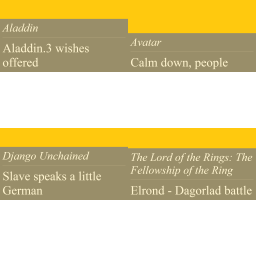 Aladdin
Aladdin.3 wishes
offered
Avatar
Calm down, people
Django Unchained
Slave speaks a little
German
The Lord of the Rings: The
Fellowship of the Ring
Elrond - Dagorlad battle